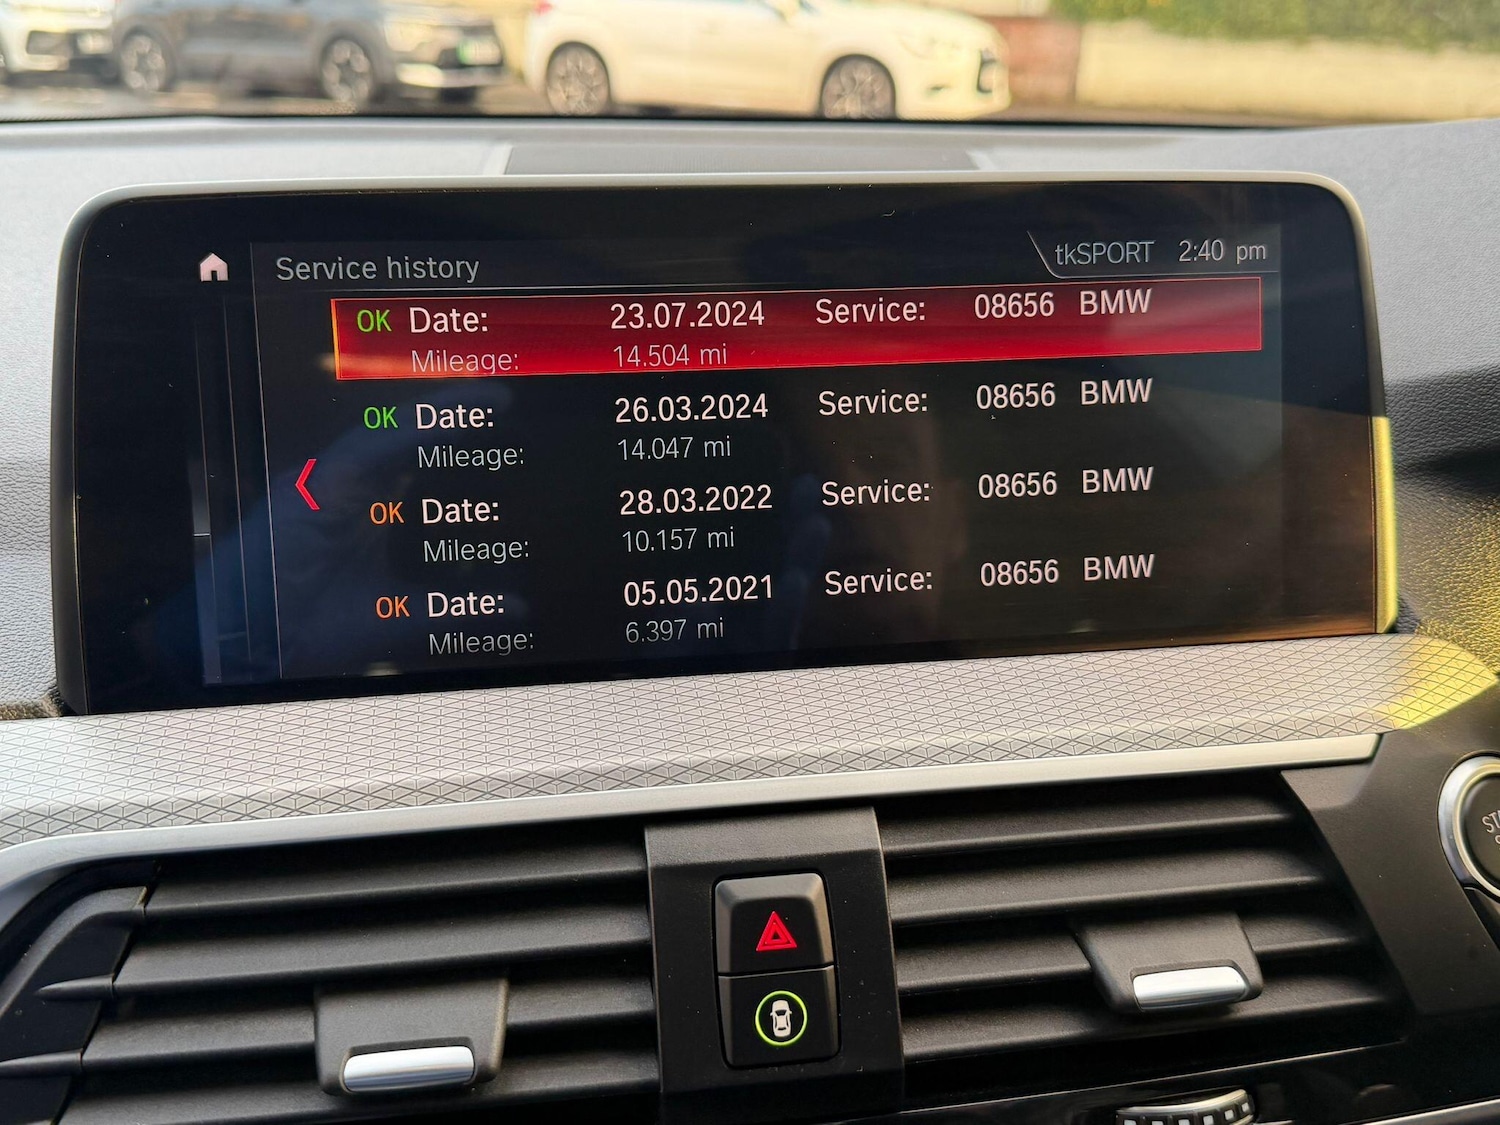 Service history tkSPORT 2:40 pm
OK Date: 23.07.2024 Service: 08656 BMW
Mileage: 14.504 mi
OK Date: 26.03.2024 Service: 08656 BMW
Mileage: 14.047 mi
OK Date: 28.03.2022 Service: 08656 BMW
Mileage: 10.157 mi
OK Date: 05.05.2021 Service: 08656 BMW
Mileage: 6.397 mi